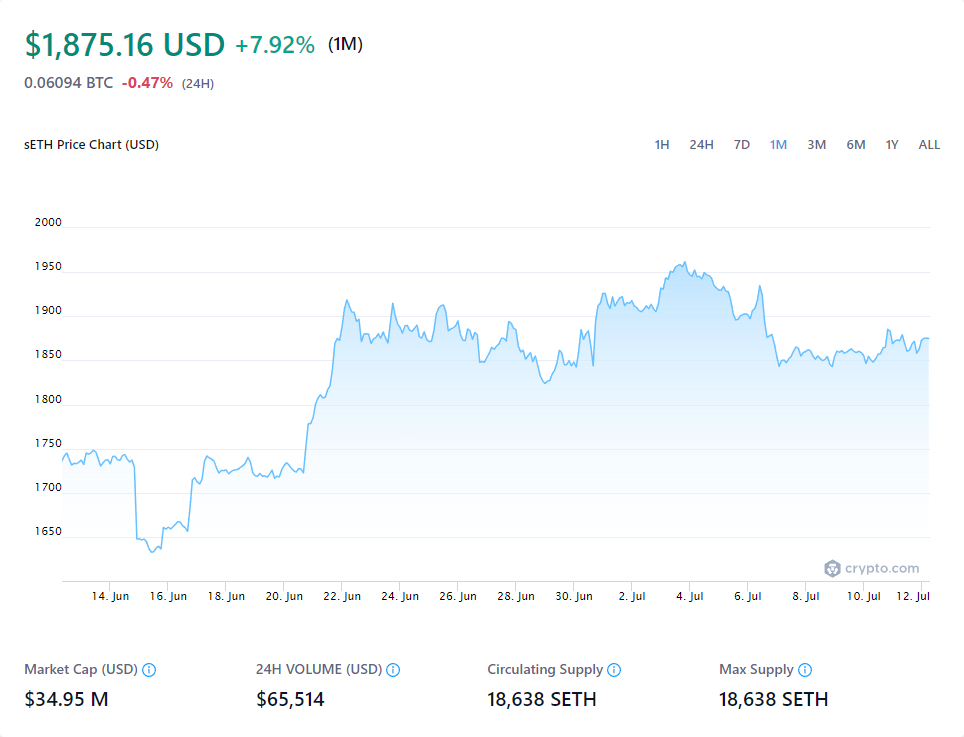 $1,875.16 USD +7.92% (1M)
0.06094 BTC -0.47% (24H)
sETH Price Chart (USD) 1H 24H 7D 1M 3M 6M 1Y ALL
2000
1950
1900
1850
1800
1750
1700
1650
crypto.com
14. Jun 16. Jun 18. Jun 20. Jun 22. Jun 24. Jun 26. Jun 28. Jun 30. Jun 2. Jul 4. Jul 6. Jul 8. Jul 10. Jul 12. Jul
Market Cap (USD) 24H VOLUME (USD) Circulating Supply Max Supply
$34.95 M $65,514 18,638 SETH 18,638 SETH